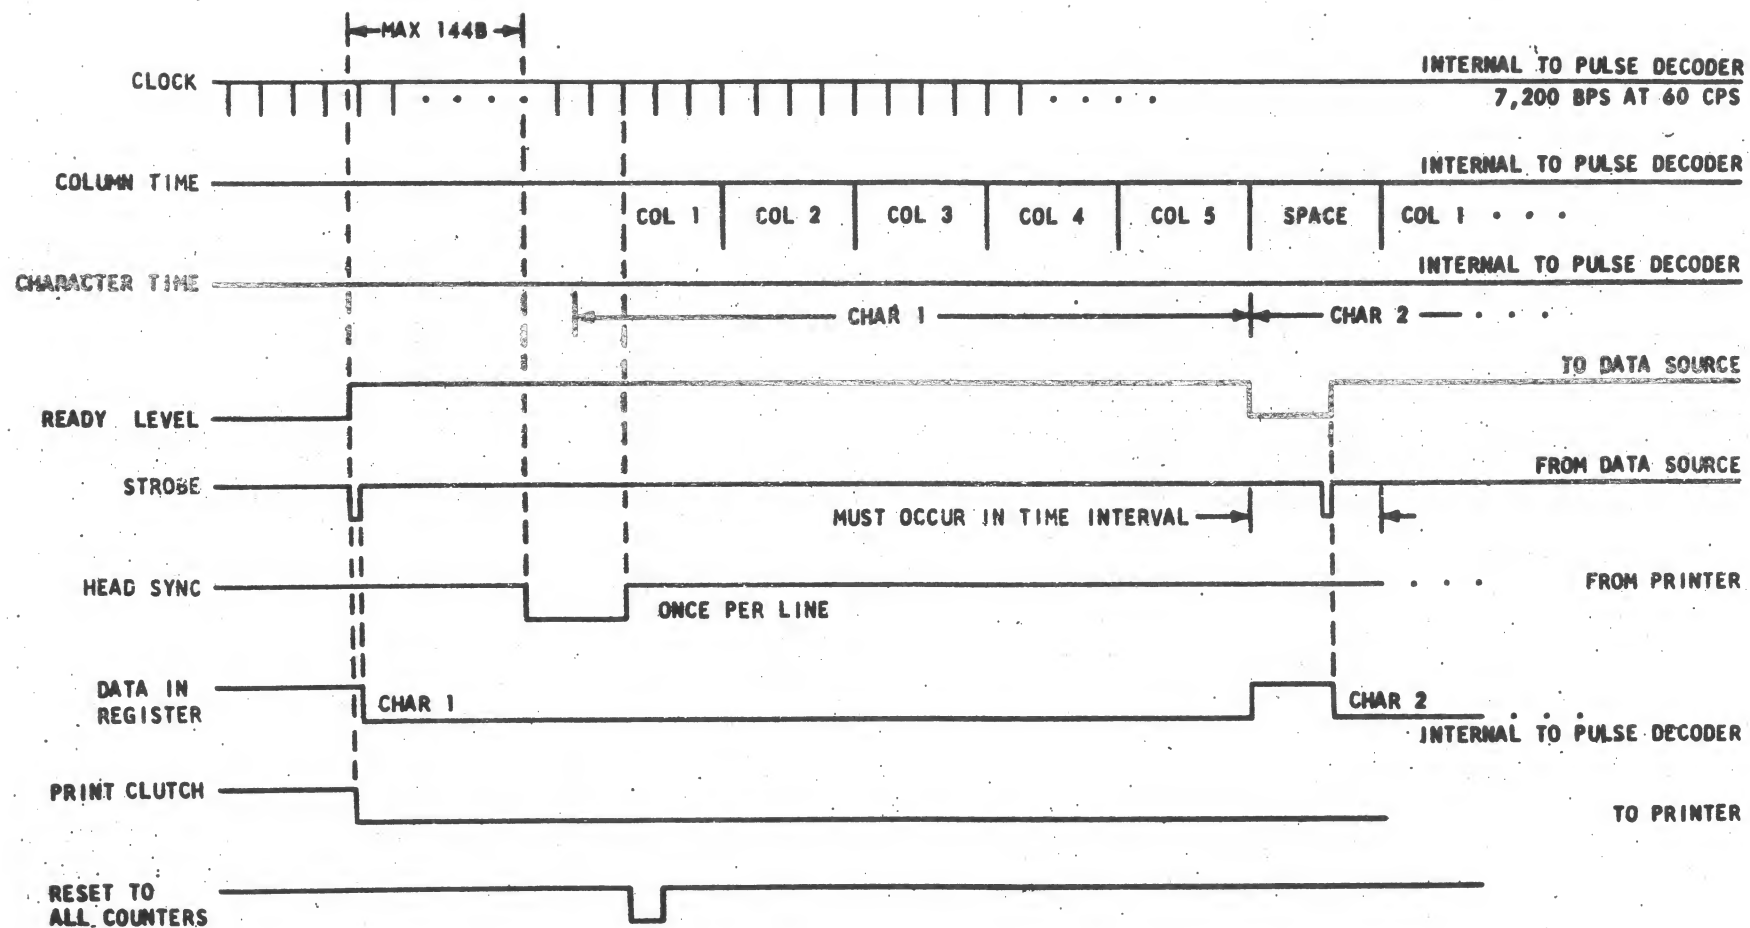 MAX 144B
CLOCK
INTERNAL TO PULSE DECODER
7,200 BPS AT 60 CPS
COLUMN TIME
INTERNAL TO PULSE DECODER
COL 1 COL 2 COL 3 COL 4 COL 5 SPACE COL 1 . . .
CHARACTER TIME
INTERNAL TO PULSE DECODER
CHAR 1 CHAR 2 . . .
TO DATA SOURCE
READY LEVEL
FROM DATA SOURCE
STROBE
MUST OCCUR IN TIME INTERVAL
HEAD SYNC
FROM PRINTER
ONCE PER LINE
DATA IN
REGISTER
CHAR 1 CHAR 2
INTERNAL TO PULSE DECODER
PRINT CLUTCH
TO PRINTER
RESET TO
ALL COUNTERS